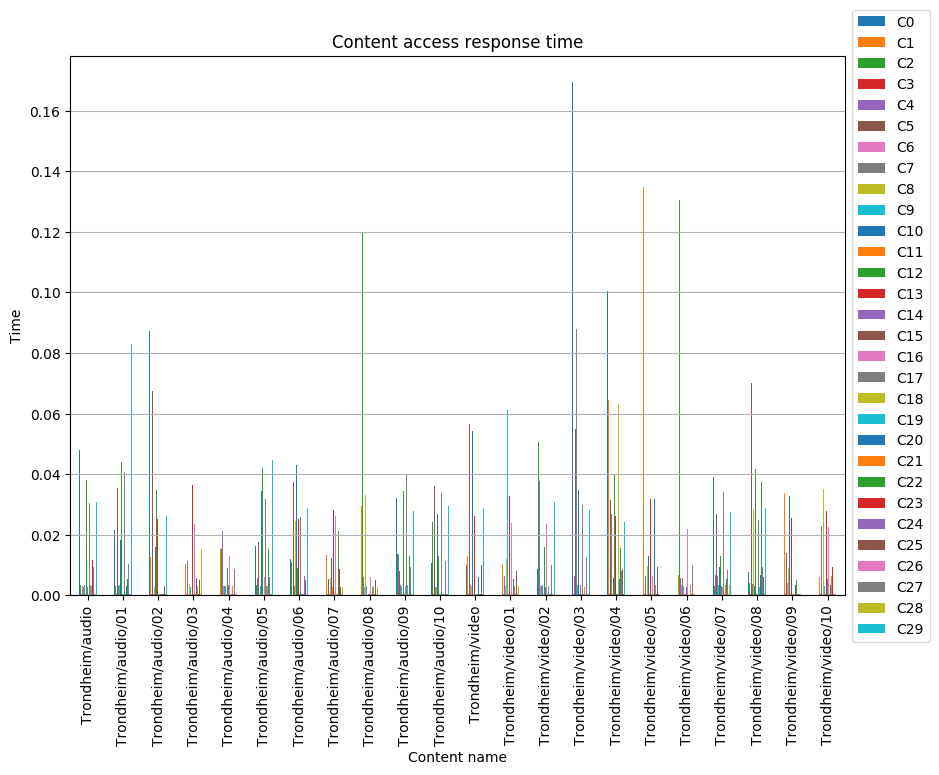 Content access response time
Time
0.16
0.14
0.12
0.10
0.08
0.06
0.04
0.02
0.00
Trondheim/audio
Trondheim/audio/01
Trondheim/audio/02
Trondheim/audio/03
Trondheim/audio/04
Trondheim/audio/05
Trondheim/audio/06
Trondheim/audio/07
Trondheim/audio/08
Trondheim/audio/09
Trondheim/audio/10
Trondheim/video
Trondheim/video/01
Trondheim/video/02
Trondheim/video/03
Trondheim/video/04
Trondheim/video/05
Trondheim/video/06
Trondheim/video/07
Trondheim/video/08
Trondheim/video/09
Trondheim/video/10
Content name
C0
C1
C2
C3
C4
C5
C6
C7
C8
C9
C10
C11
C12
C13
C14
C15
C16
C17
C18
C19
C20
C21
C22
C23
C24
C25
C26
C27
C28
C29